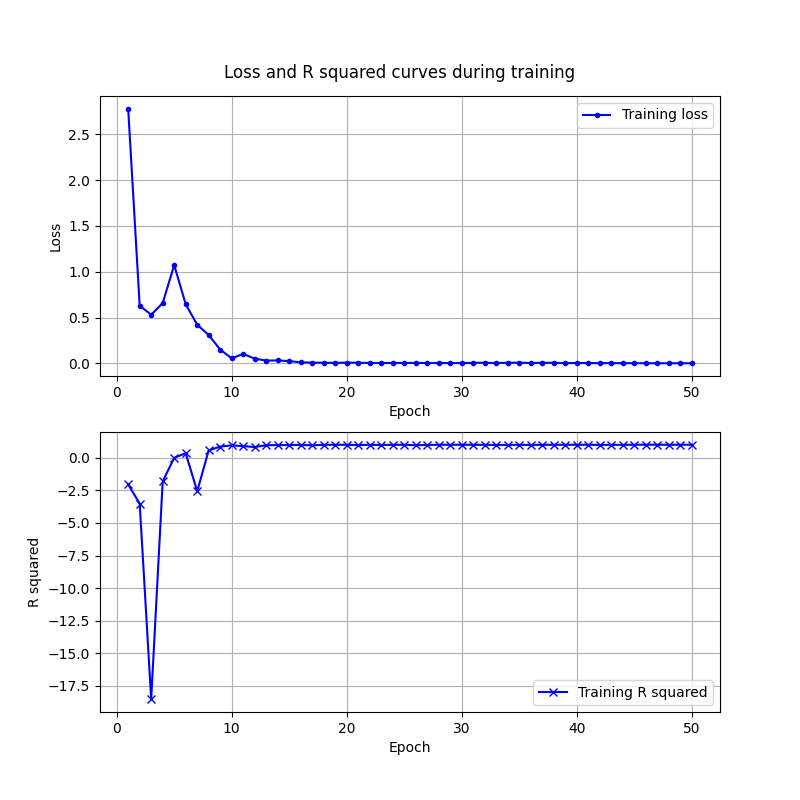 Loss and R squared curves during training
Training loss
2.5
2.0
1.5
1.0
0.5
0.0
Loss
0 10 20 30 40 50
Epoch
0.0
−2.5
−5.0
−7.5
−10.0
−12.5
−15.0
−17.5
R squared
Training R squared
0 10 20 30 40 50
Epoch